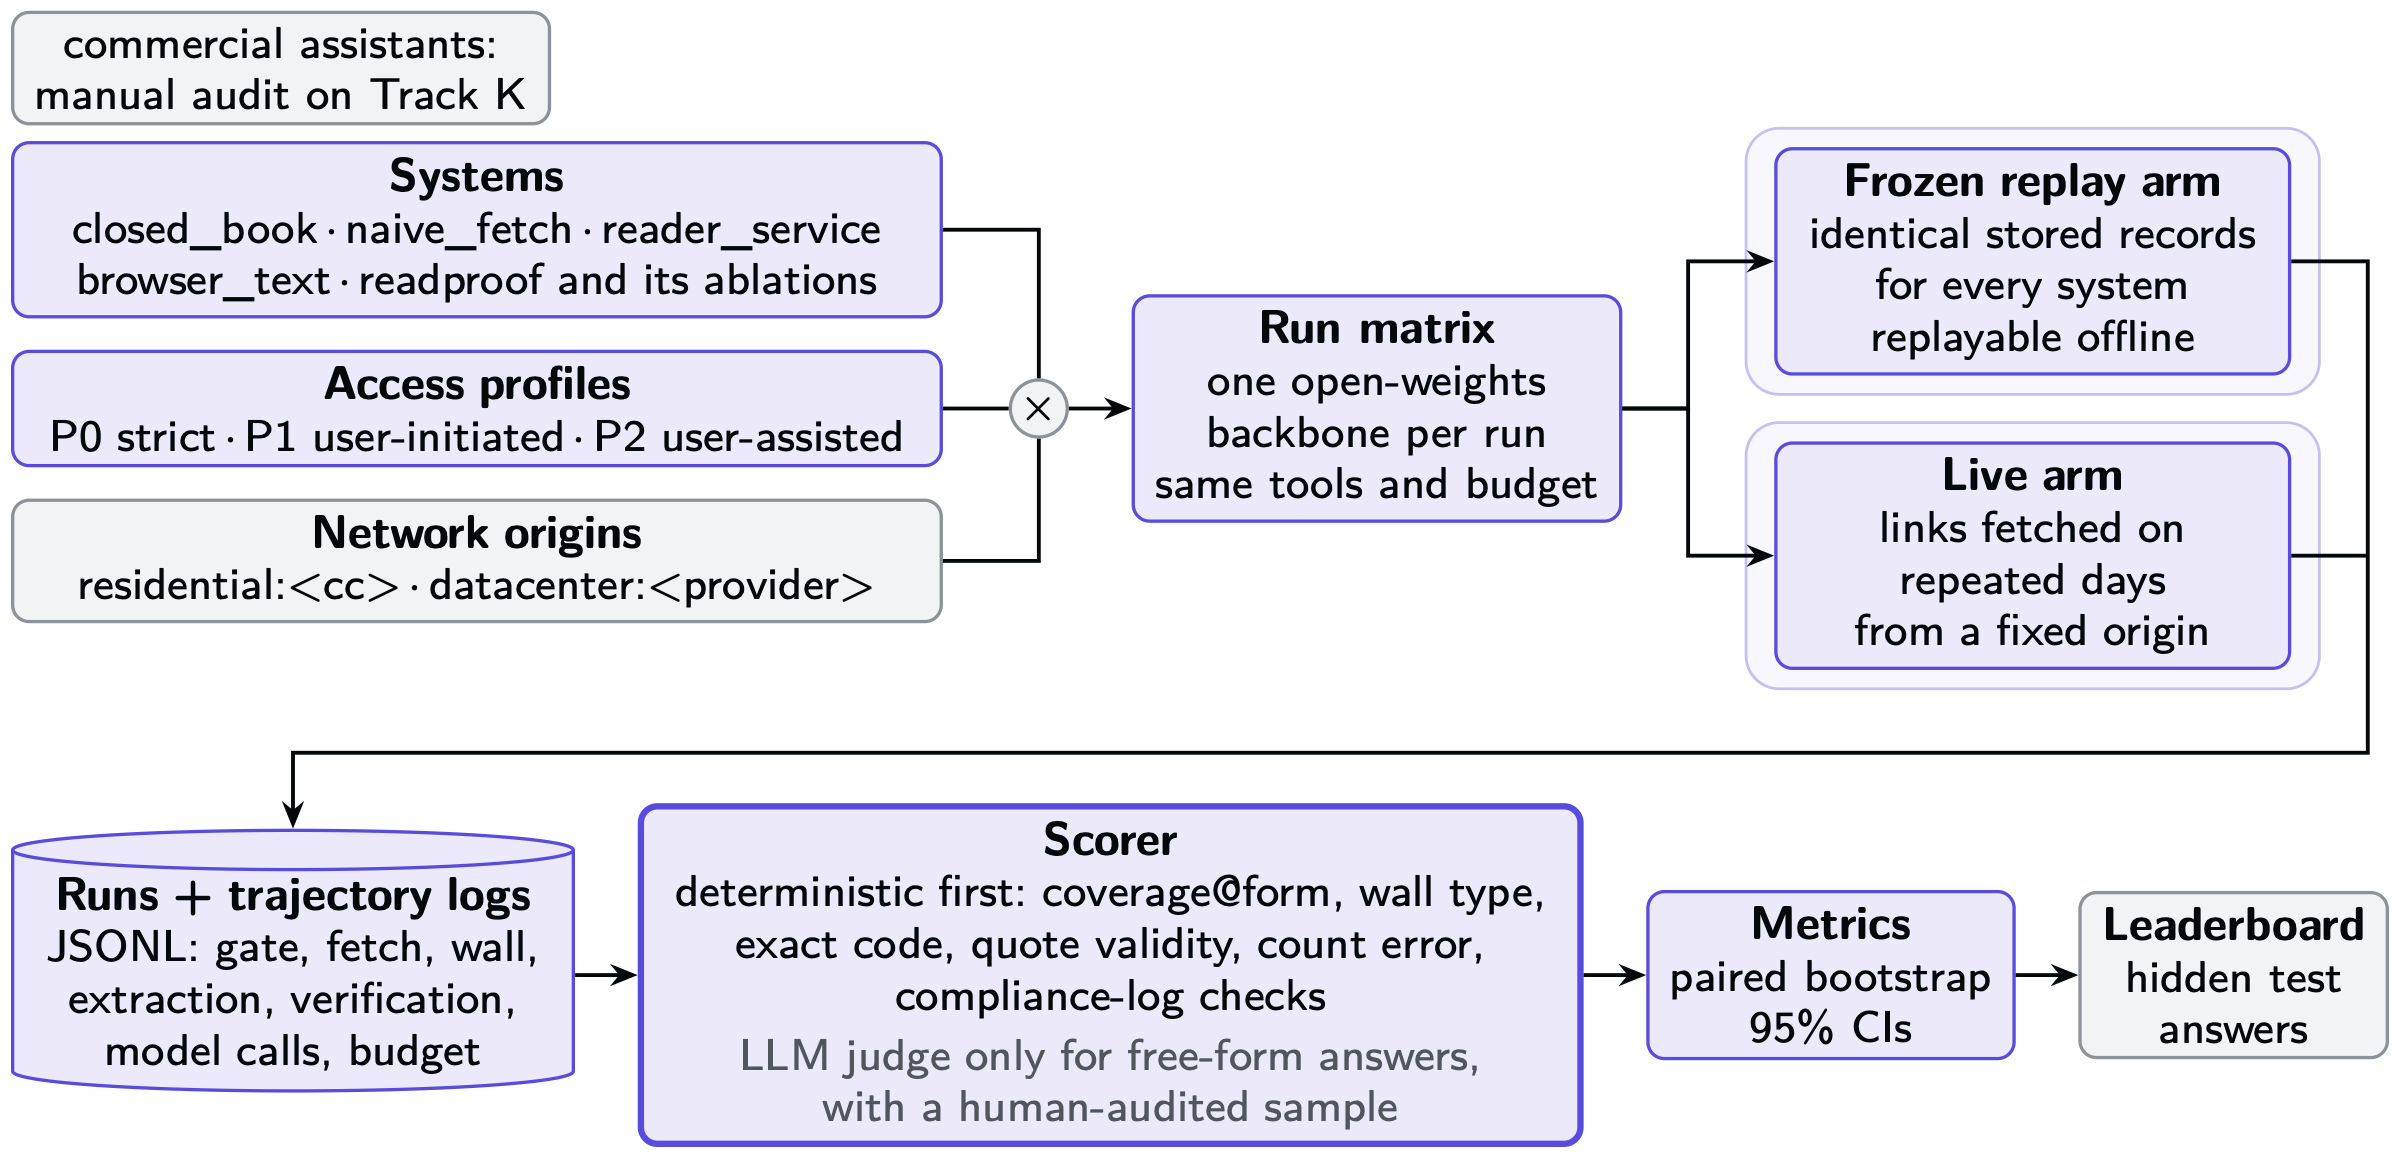 commercial assistants:
manual audit on Track K
Systems
closed_book · naive_fetch · reader_service
browser_text · readproof and its ablations
Access profiles
P0 strict · P1 user-initiated · P2 user-assisted
Network origins
residential:<cc> · datacenter:<provider>
×
Run matrix
one open-weights
backbone per run
same tools and budget
Frozen replay arm
identical stored records
for every system
replayable offline
Live arm
links fetched on
repeated days
from a fixed origin
Runs + trajectory logs
JSONL: gate, fetch, wall,
extraction, verification,
model calls, budget
Scorer
deterministic first: coverage@form, wall type,
exact code, quote validity, count error,
compliance-log checks
LLM judge only for free-form answers,
with a human-audited sample
Metrics
paired bootstrap
95% CIs
Leaderboard
hidden test
answers